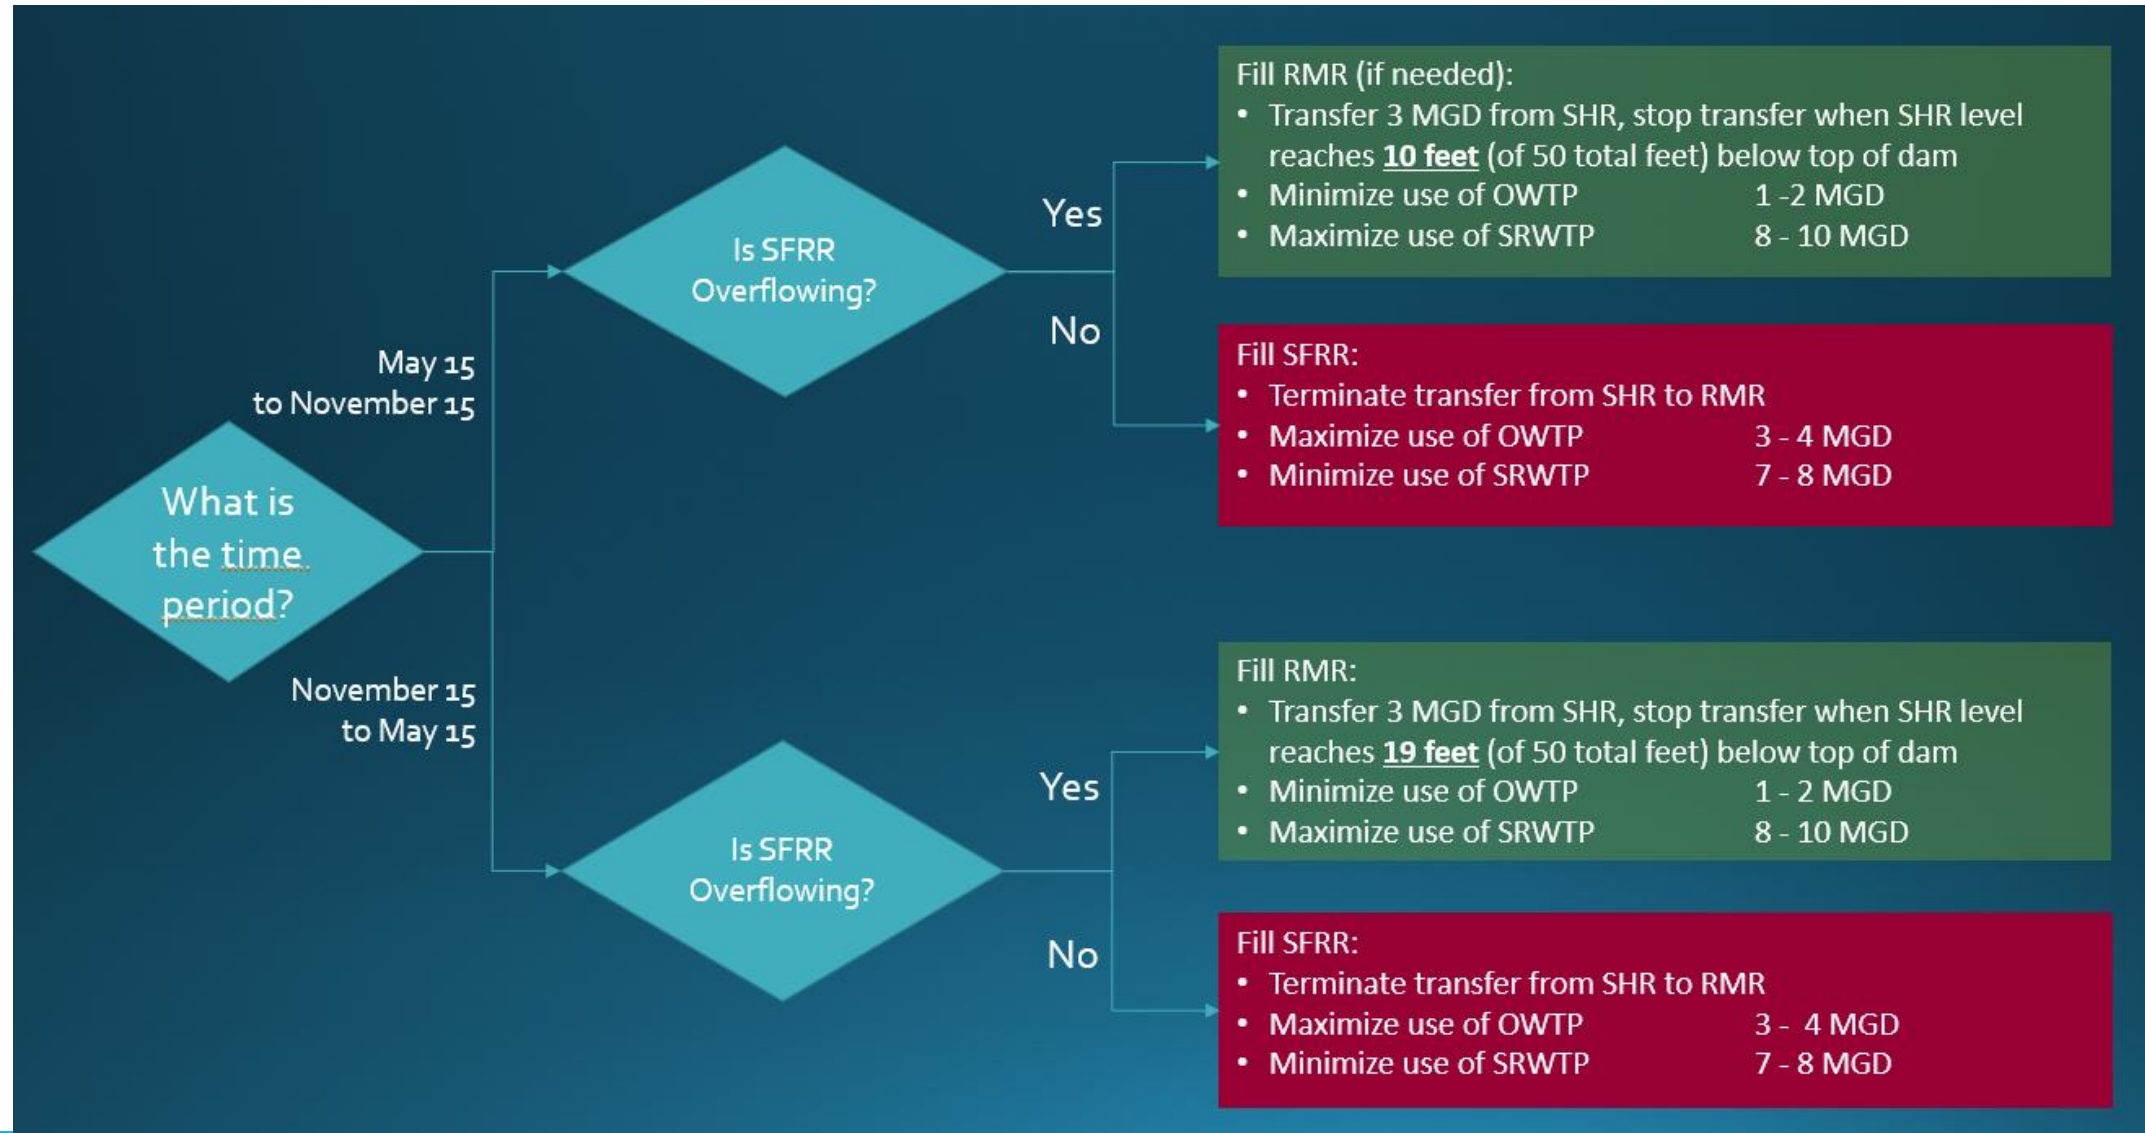 What is
the time
period?
May 15
to November 15
Is SFRR
Overflowing?
Yes
Fill RMR (if needed):
• Transfer 3 MGD from SHR, stop transfer when SHR level
reaches 10 feet (of 50 total feet) below top of dam
• Minimize use of OWTP 1 -2 MGD
• Maximize use of SRWTP 8 - 10 MGD
No
Fill SFRR:
• Terminate transfer from SHR to RMR
• Maximize use of OWTP 3 - 4 MGD
• Minimize use of SRWTP 7 - 8 MGD
November 15
to May 15
Is SFRR
Overflowing?
Yes
Fill RMR:
• Transfer 3 MGD from SHR, stop transfer when SHR level
reaches 19 feet (of 50 total feet) below top of dam
• Minimize use of OWTP 1 - 2 MGD
• Maximize use of SRWTP 8 - 10 MGD
No
Fill SFRR:
• Terminate transfer from SHR to RMR
• Maximize use of OWTP 3 - 4 MGD
• Minimize use of SRWTP 7 - 8 MGD